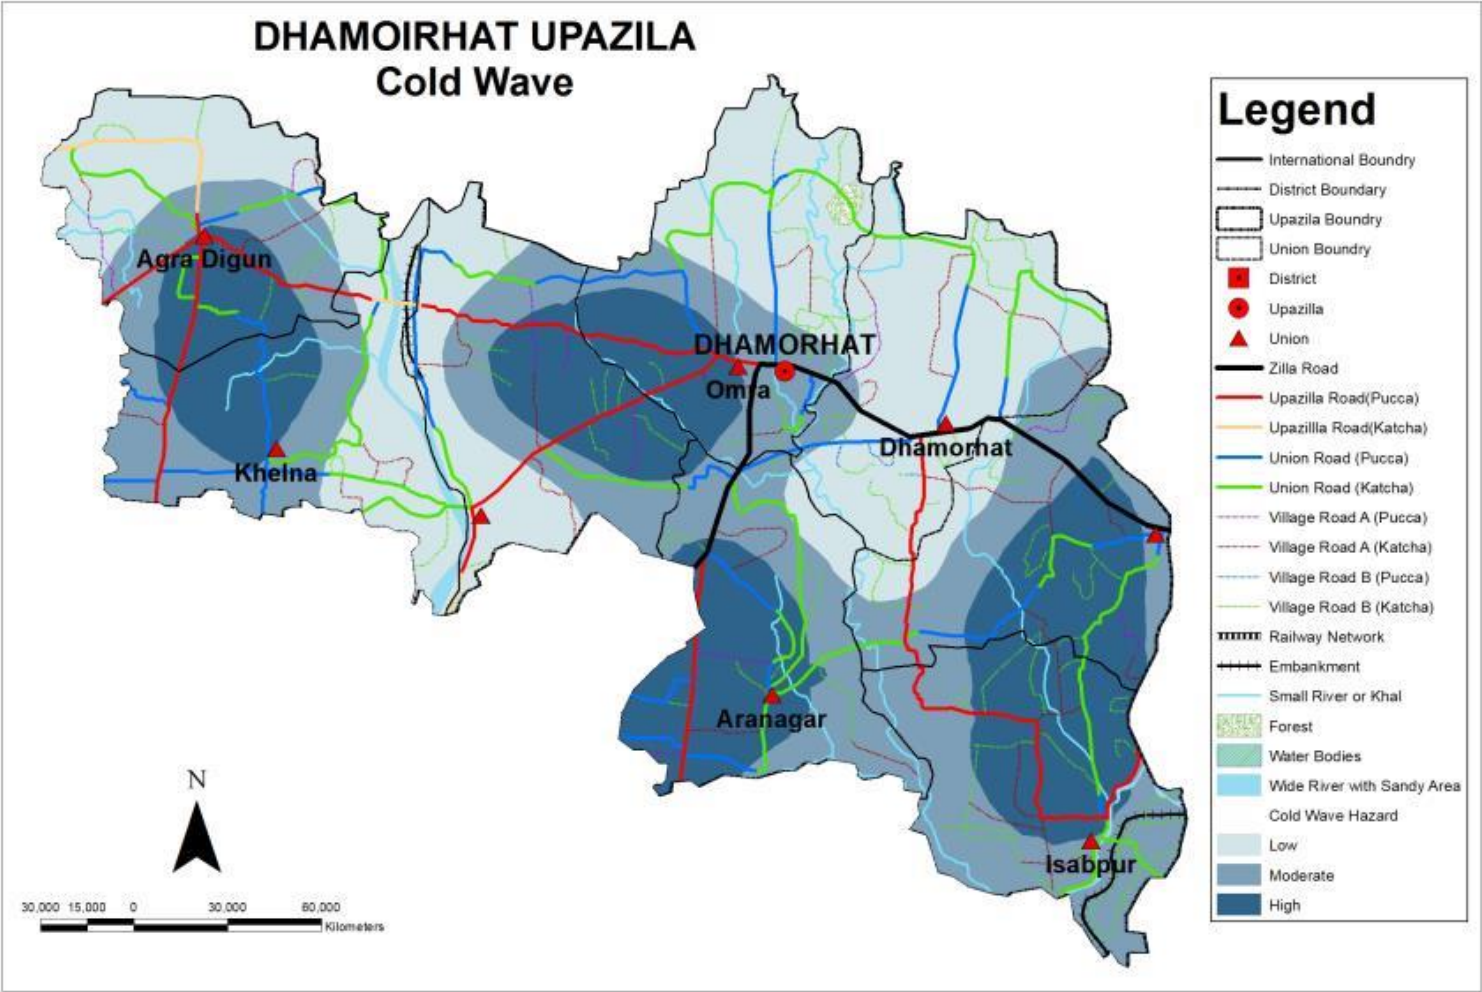 DHAMOIRHAT UPAZILA
Cold Wave
Agra Digun
Khelna
DHAMORHAT
Omra
Dhamorhat
Aranagar
Isabpur
N
30,000 15,000 0 30,000 60,000
Kilometers
Legend
International Boundry
District Boundary
Upazila Boundry
Union Boundry
District
Upazilla
Union
Zilla Road
Upazilla Road(Pucca)
Upazillla Road(Katcha)
Union Road (Pucca)
Union Road (Katcha)
Village Road A (Pucca)
Village Road A (Katcha)
Village Road B (Pucca)
Village Road B (Katcha)
Railway Network
Embankment
Small River or Khal
Forest
Water Bodies
Wide River with Sandy Area
Cold Wave Hazard
Low
Moderate
High